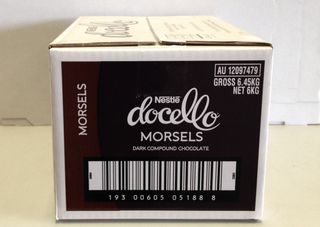 AU 12097479
GROSS 6.45KG
NET 6KG
MORSELS
Nestlé
docello
MORSELS
DARK COMPOUND CHOCOLATE
193 00605 05188 8